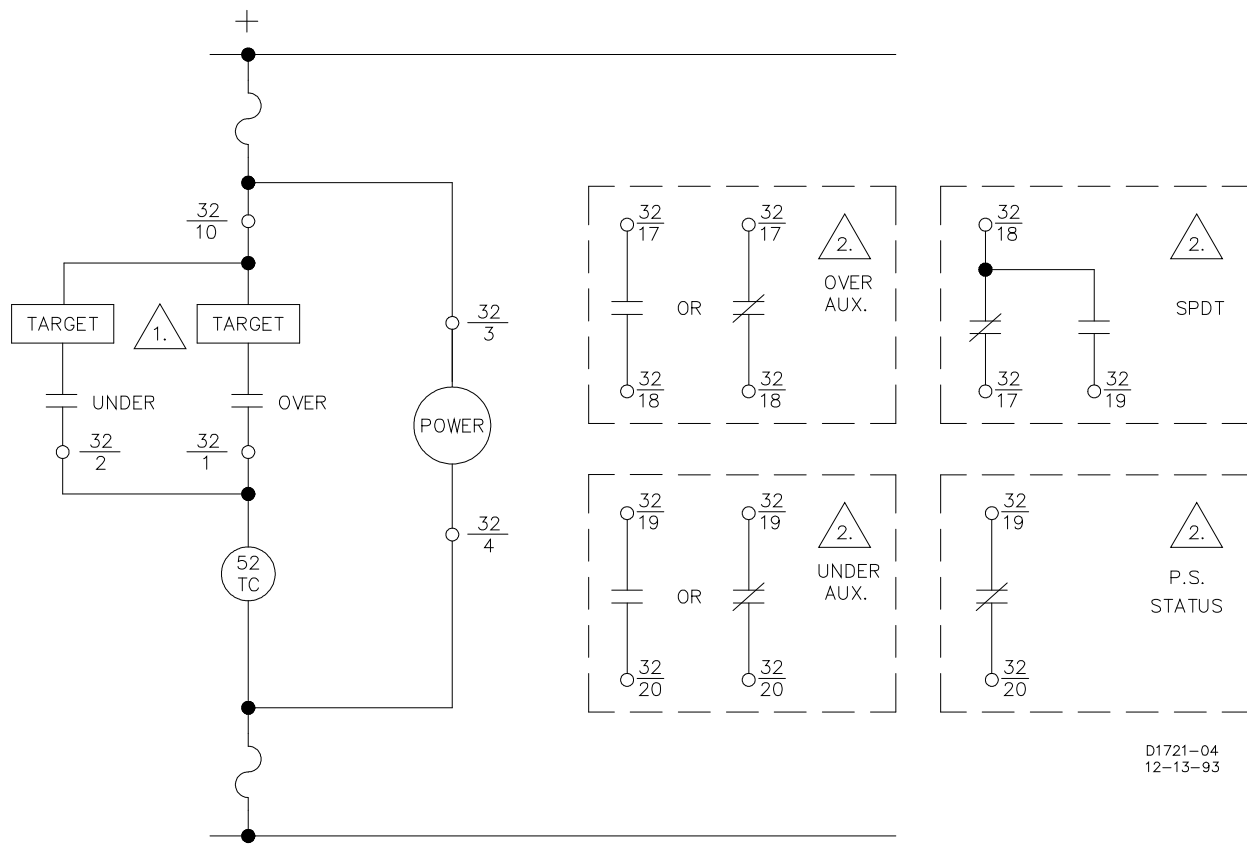 +
32
10
TARGET
1.
TARGET
UNDER
OVER
32
2
32
1
32
3
POWER
32
4
52
TC
32
17
OR
32
17
2.
OVER
AUX.
32
18
32
18
32
18
2.
SPDT
32
17
32
19
32
19
OR
32
19
2.
UNDER
AUX.
32
20
32
20
32
19
2.
P.S.
STATUS
32
20
D1721-04
12-13-93